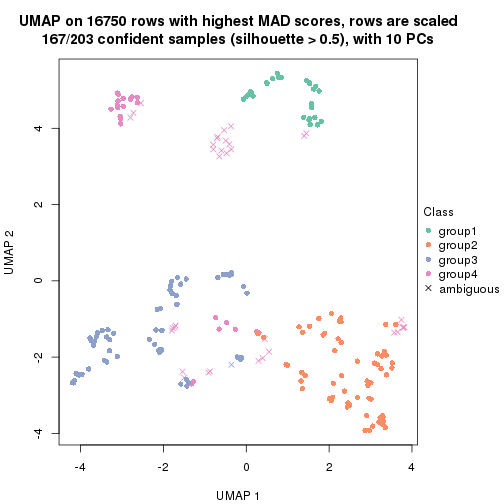 UMAP on 16750 rows with highest MAD scores, rows are scaled
167/203 confident samples (silhouette > 0.5), with 10 PCs
4
2
0
-2
-4
UMAP 2
-4
-2
0
2
4
UMAP 1
Class
group1
group2
group3
group4
ambiguous